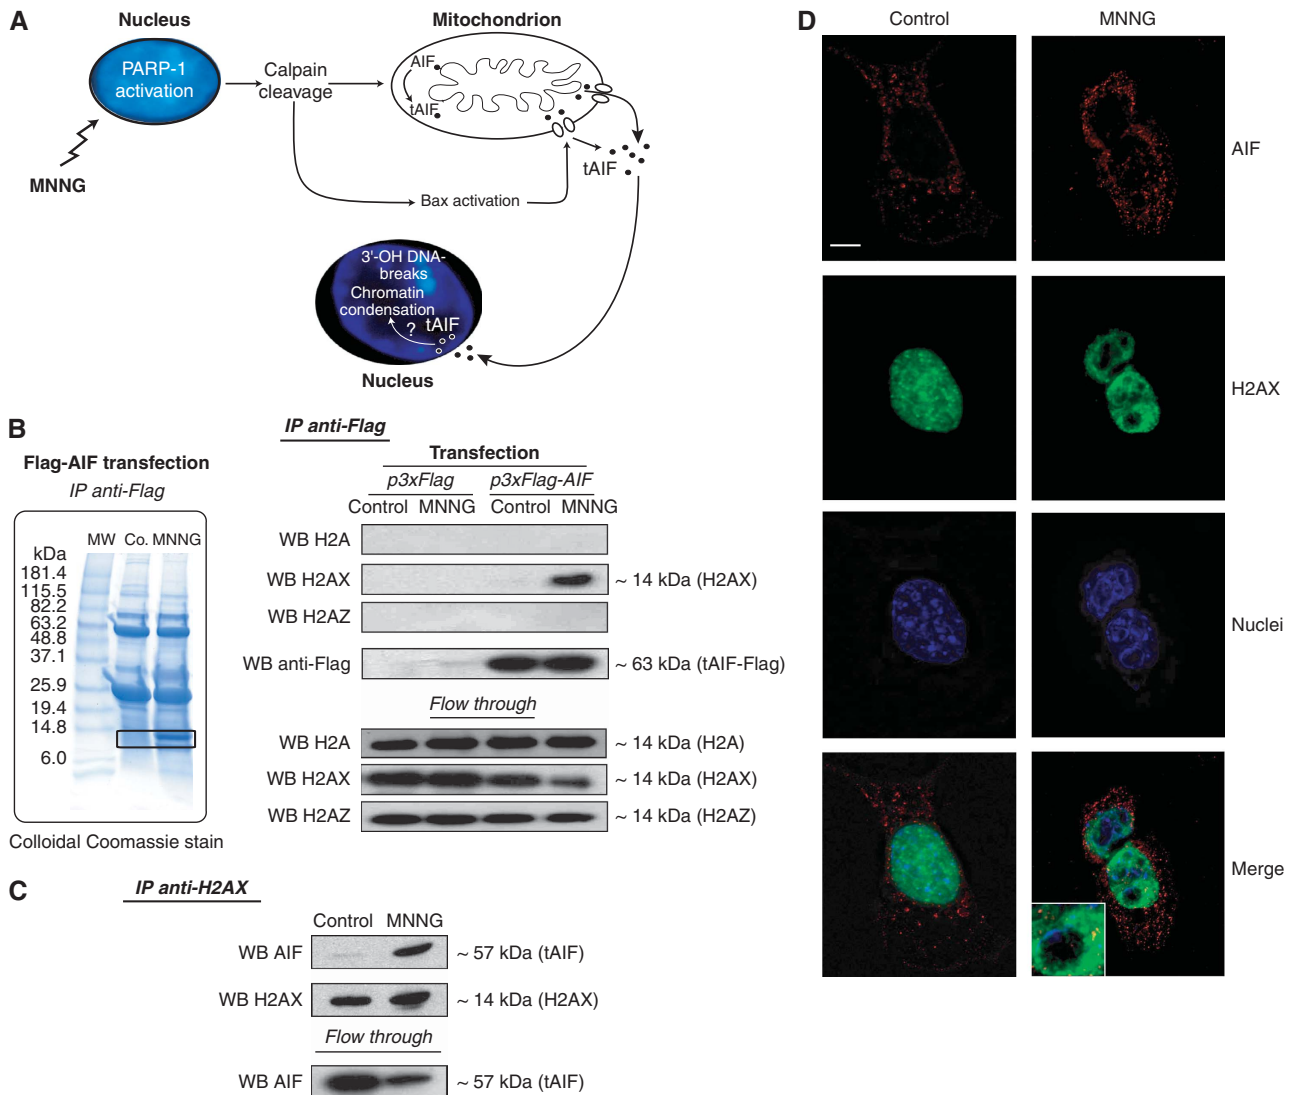 A
Nucleus
Mitochondrion
PARP-1
activation
Calpain
cleavage
AIF
tAIF
MNNG
tAIF
Bax activation
3'-OH DNA-
breaks
Chromatin
condensation
?
tAIF
Nucleus
B
Flag-AIF transfection
IP anti-Flag
MW Co. MNNG
kDa
181.4
115.5
82.2
63.2
48.8
37.1
25.9
19.4
14.8
6.0
Colloidal Coomassie stain
IP anti-Flag
Transfection
p3xFlag p3xFlag-AIF
Control MNNG Control MNNG
WB H2A
WB H2AX ~ 14 kDa (H2AX)
WB H2AZ
WB anti-Flag ~ 63 kDa (tAIF-Flag)
Flow through
WB H2A ~ 14 kDa (H2A)
WB H2AX ~ 14 kDa (H2AX)
WB H2AZ ~ 14 kDa (H2AZ)
C
IP anti-H2AX
Control MNNG
WB AIF ~ 57 kDa (tAIF)
WB H2AX ~ 14 kDa (H2AX)
Flow through
WB AIF ~ 57 kDa (tAIF)
D
Control MNNG
AIF
H2AX
Nuclei
Merge